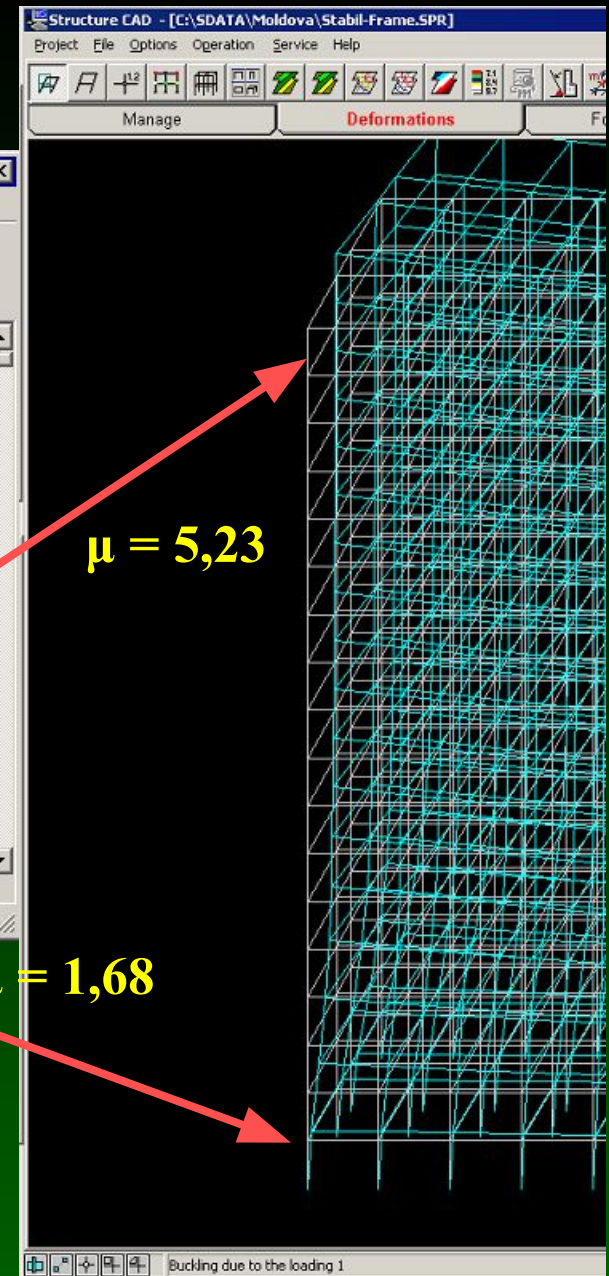 Structure CAD - [C:\SDATA\Moldova\Stabil-Frame.SPR]
Project File Options Operation Service Help
Manage Deformations
μ = 5,23
= 1,68
Buckling due to the loading 1